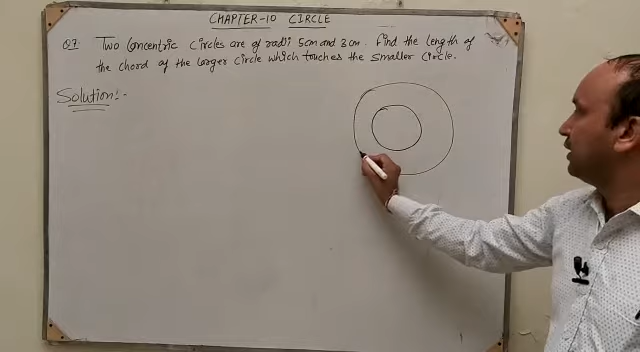 CHAPTER-10 CIRCLE
Q7 Two Concentric Circles are of radii 5cm and 3cm. Find the length of
the chord of the larger circle which touches the smaller circle.
Solution:-